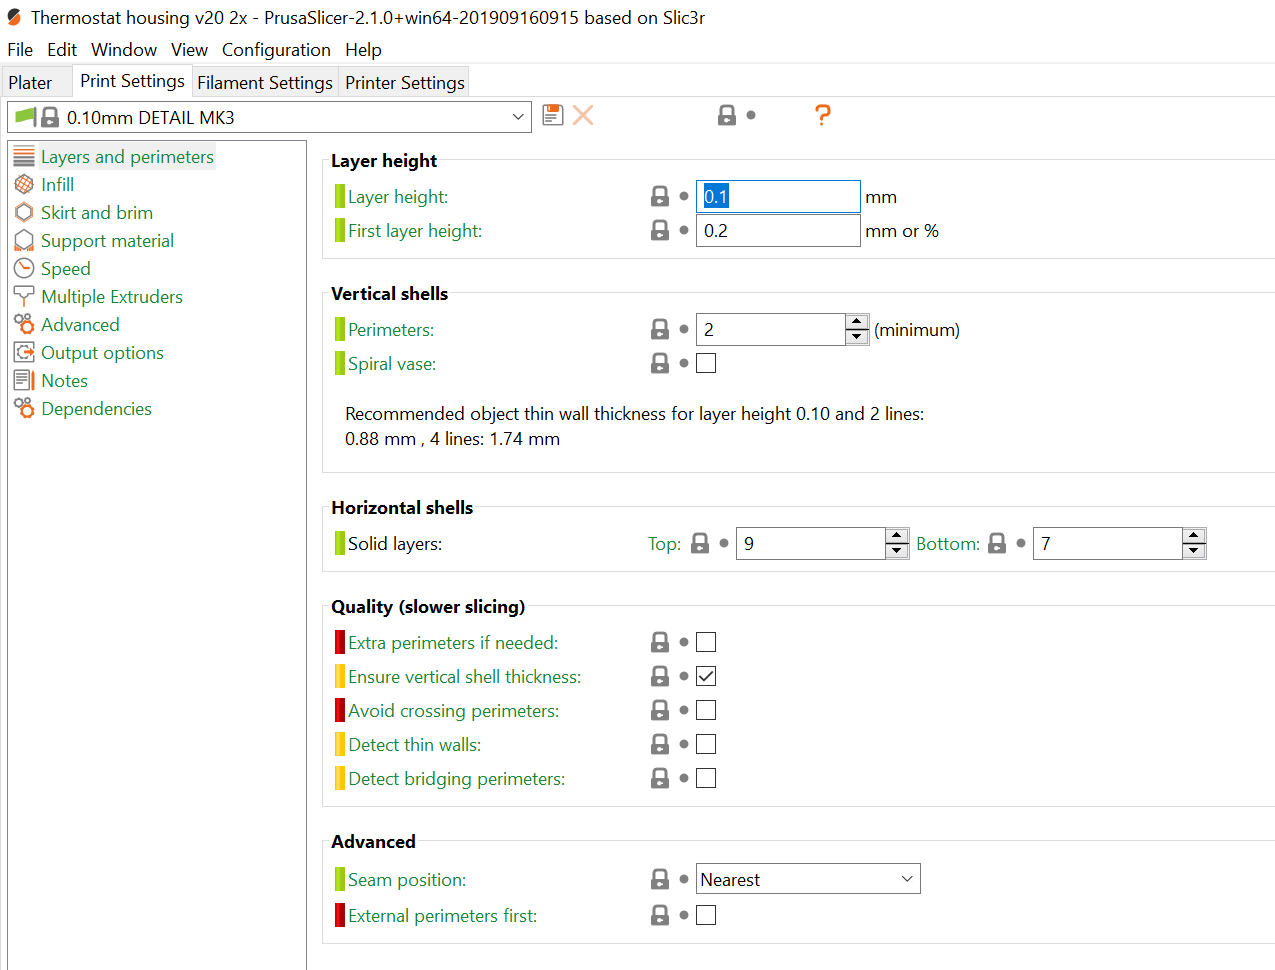 Thermostat housing v20 2x - PrusaSlicer-2.1.0+win64-201909160915 based on Slic3r
File Edit Window View Configuration Help
Plater Print Settings Filament Settings Printer Settings
0.10mm DETAIL MK3 ?
Layers and perimeters
Infill
Skirt and brim
Support material
Speed
Multiple Extruders
Advanced
Output options
Notes
Dependencies
Layer height
Layer height: 0.1 mm
First layer height: 0.2 mm or %
Vertical shells
Perimeters: 2 (minimum)
Spiral vase:
Recommended object thin wall thickness for layer height 0.10 and 2 lines:
0.88 mm , 4 lines: 1.74 mm
Horizontal shells
Solid layers: Top: 9 Bottom: 7
Quality (slower slicing)
Extra perimeters if needed:
Ensure vertical shell thickness:
Avoid crossing perimeters:
Detect thin walls:
Detect bridging perimeters:
Advanced
Seam position: Nearest
External perimeters first: